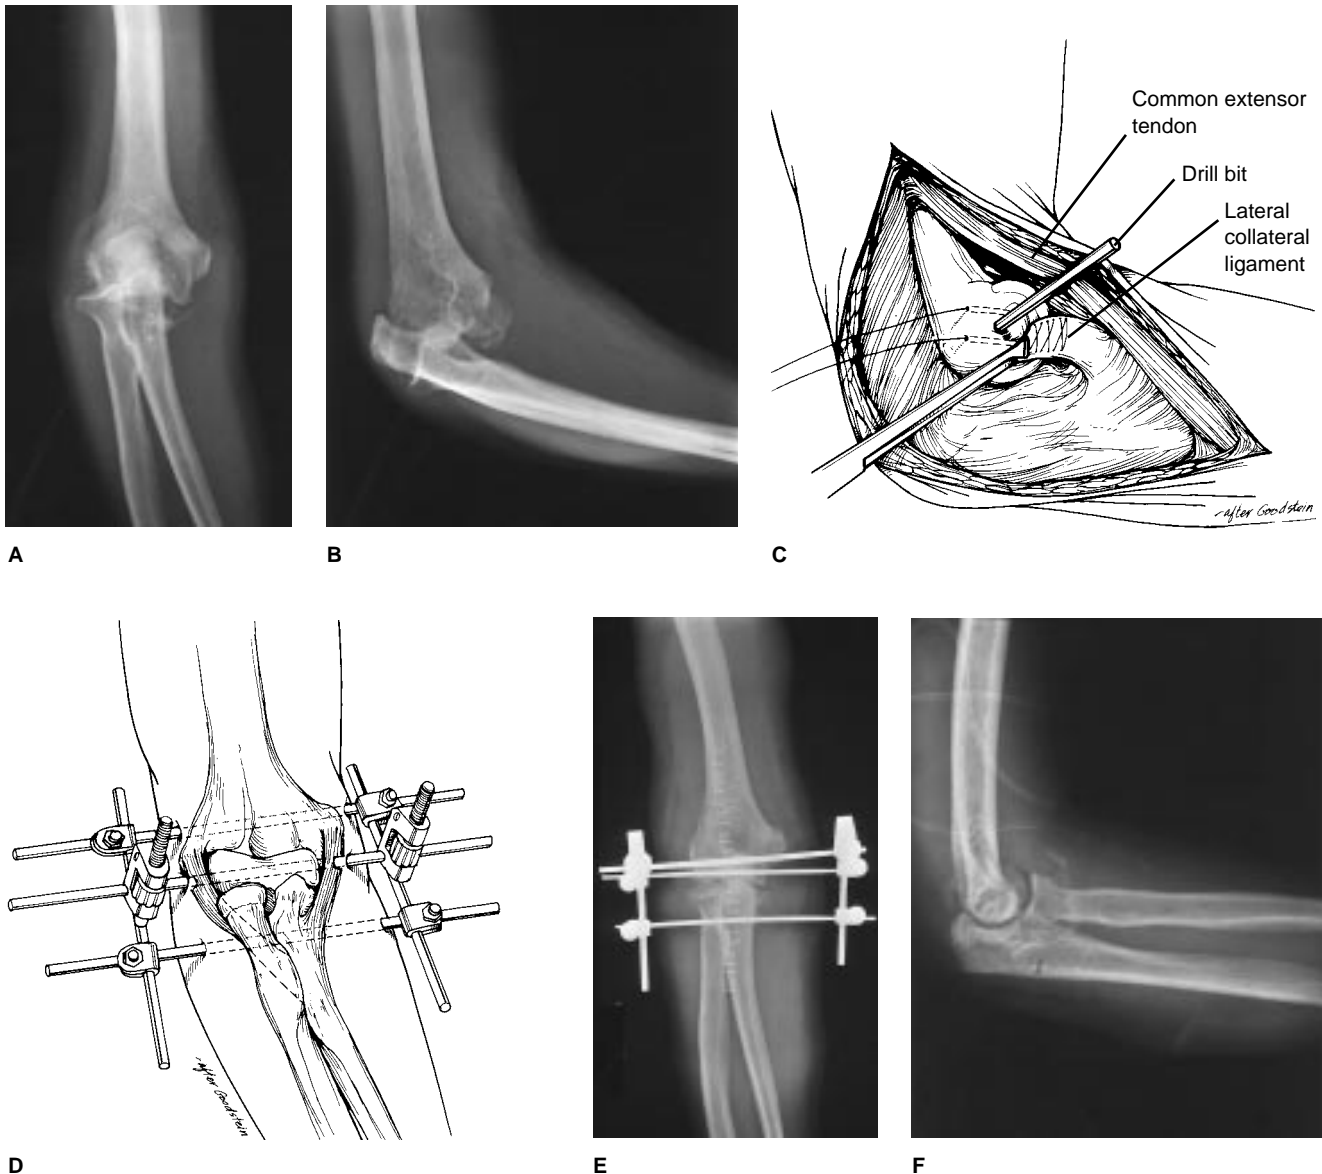 Common extensor
tendon
Drill bit
Lateral
collateral
ligament
-after Goodstein
A
B
C
-after Goodstein
D
E
F